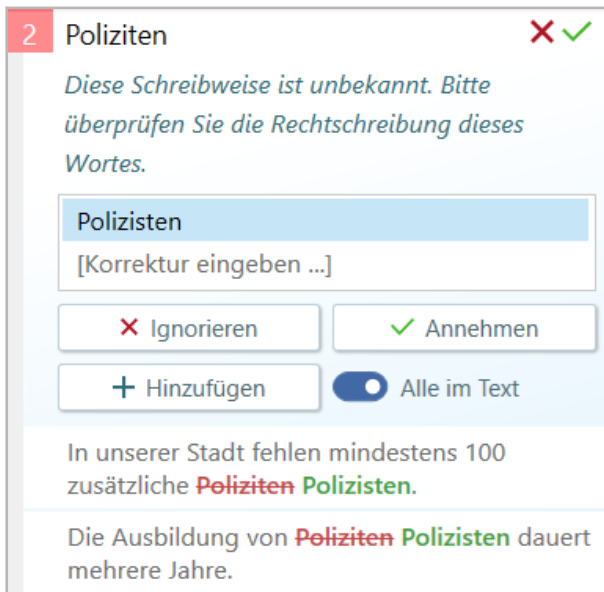 2 Poliziten
Diese Schreibweise ist unbekannt. Bitte
überprüfen Sie die Rechtschreibung dieses
Wortes.
Polizisten
[Korrektur eingeben ...]
Ignorieren Annehmen
Hinzufügen Alle im Text
In unserer Stadt fehlen mindestens 100
zusätzliche Poliziten Polizisten.
Die Ausbildung von Poliziten Polizisten dauert
mehrere Jahre.